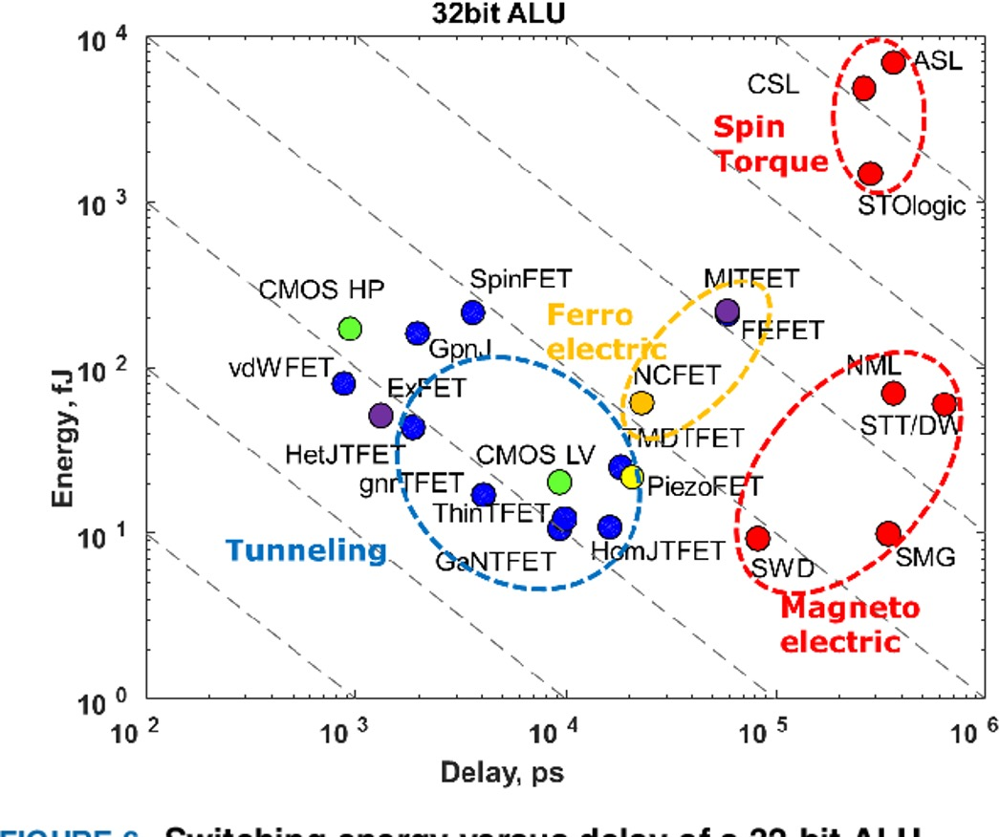 32bit ALU
10 4
ASL
CSL
Spin
Torque
10 3
STOlogic
CMOS HP
SpinFET
MITFET
Ferro
electric
FEFET
GpnJ
10 2
vdWFET
NCFET
NML
ExFET
STT/DW
TMDTFET
HetJTFET
CMOS LV
gnrTFET
PiezoFET
ThinTFET
10 1
Tunneling
GaNTFET
HomJTFET
SWD
SMG
Magneto
electric
10 0
10 2
10 3
10 4
10 5
10 6
Energy, fJ
Delay, ps
FIGURE 6. Switching energy versus delay of a 32-bit ALU